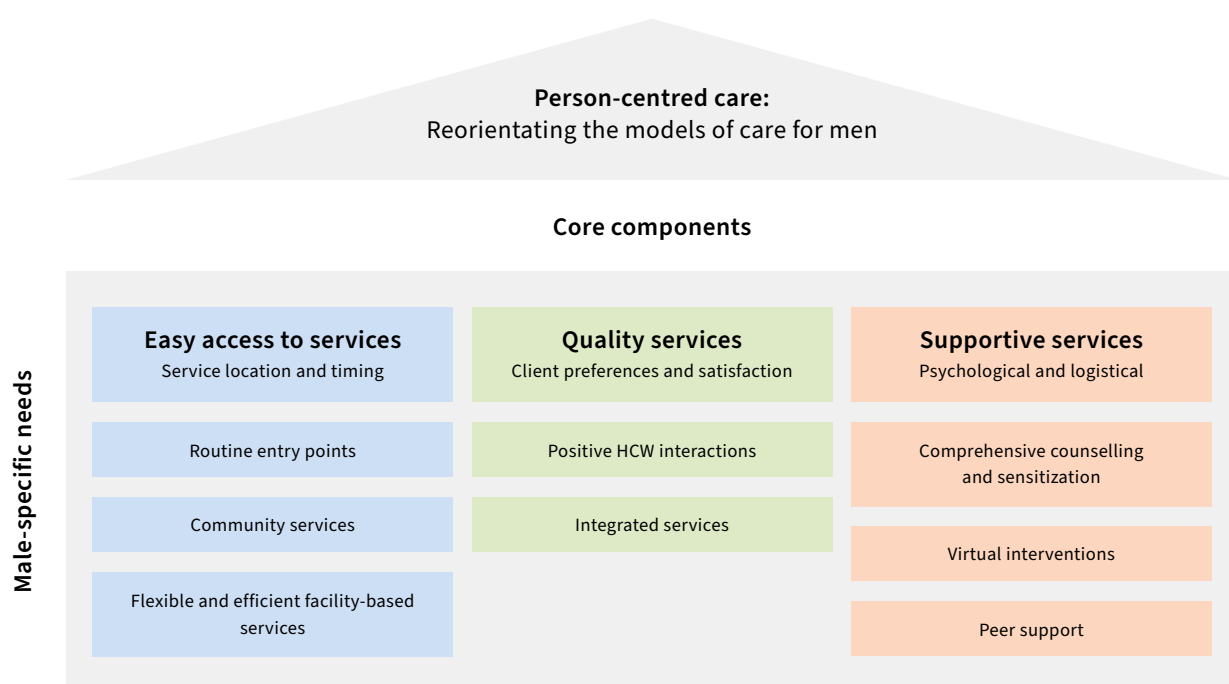 Person-centred care:
Reorientating the models of care for men
Core components
Male-specific needs
Easy access to services
Service location and timing
Routine entry points
Community services
Flexible and efficient facility-based
services
Quality services
Client preferences and satisfaction
Positive HCW interactions
Integrated services
Supportive services
Psychological and logistical
Comprehensive counselling
and sensitization
Virtual interventions
Peer support